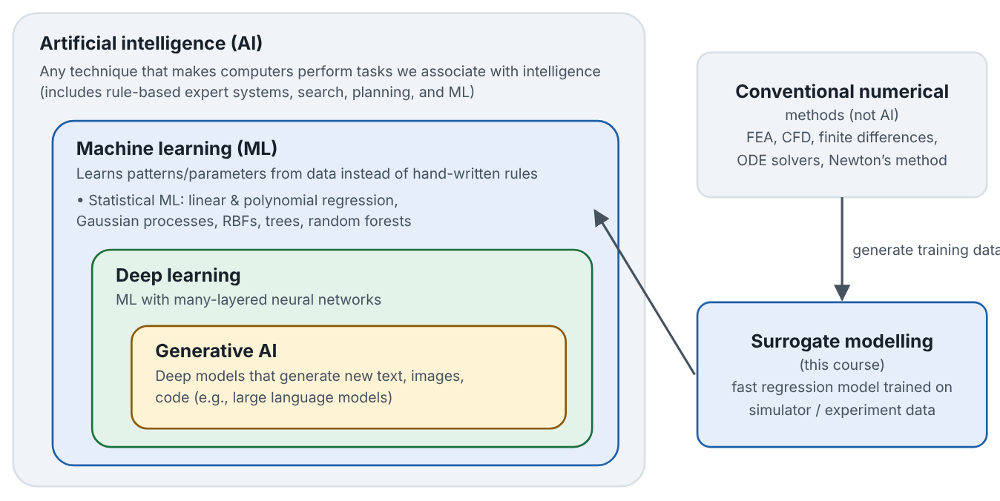 Artificial intelligence (AI)
Any technique that makes computers perform tasks we associate with intelligence
(includes rule-based expert systems, search, planning, and ML)
Machine learning (ML)
Learns patterns/parameters from data instead of hand-written rules
• Statistical ML: linear & polynomial regression,
Gaussian processes, RBFs, trees, random forests
Deep learning
ML with many-layered neural networks
Generative AI
Deep models that generate new text, images,
code (e.g., large language models)
Conventional numerical
methods (not AI)
FEA, CFD, finite differences,
ODE solvers, Newton’s method
generate training data
Surrogate modelling
(this course)
fast regression model trained on
simulator / experiment data